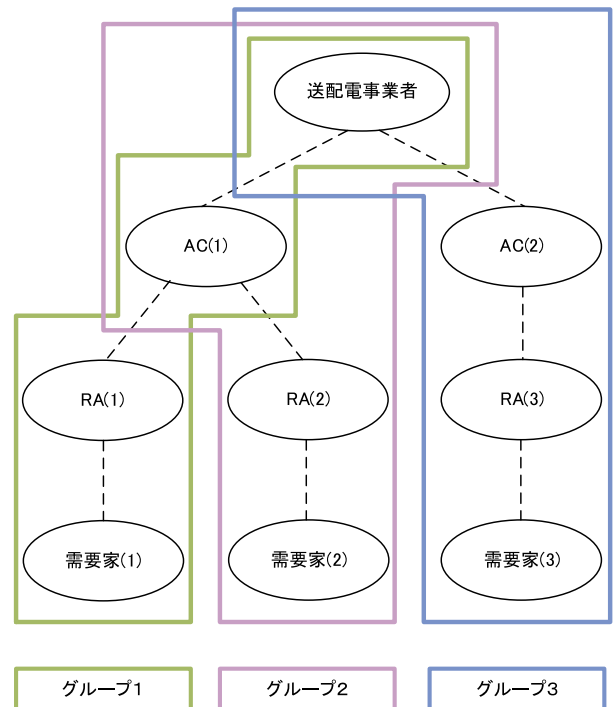 送配電事業者
AC(1)
AC(2)
RA(1)
RA(2)
RA(3)
需要家(1)
需要家(2)
需要家(3)
グループ1
グループ2
グループ3